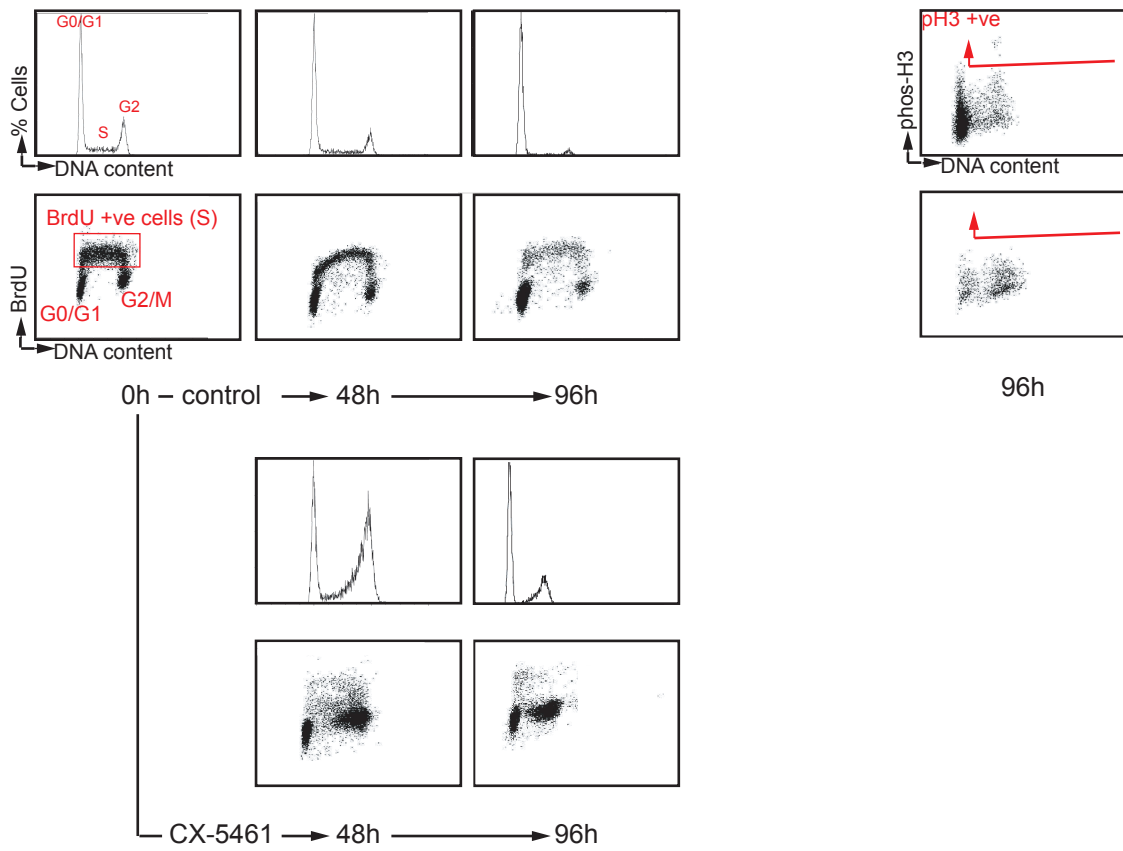 G0/G1
S
G2
% Cells
DNA content
pH3 +ve
phos-H3
DNA content
BrdU +ve cells (S)
G0/G1
G2/M
BrdU
DNA content
0h – control 48h 96h
96h
CX-5461 48h 96h